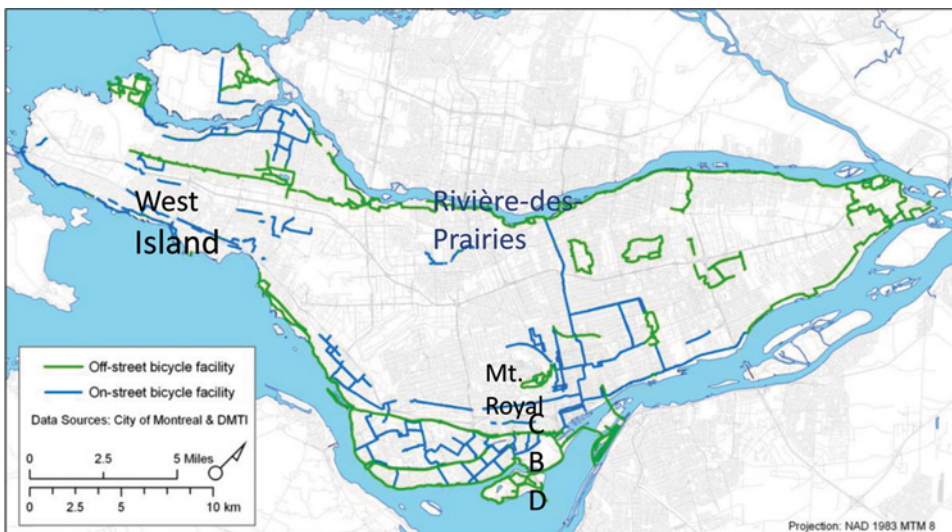 West
Island
Rivière-des-
Prairies
Mt.
Royal
C
B
D
Off-street bicycle facility
On-street bicycle facility
Data Sources: City of Montreal & DMTI
0 2.5 5 Miles
0 2.5 5 10 km
Projection: NAD 1983 MTM 8